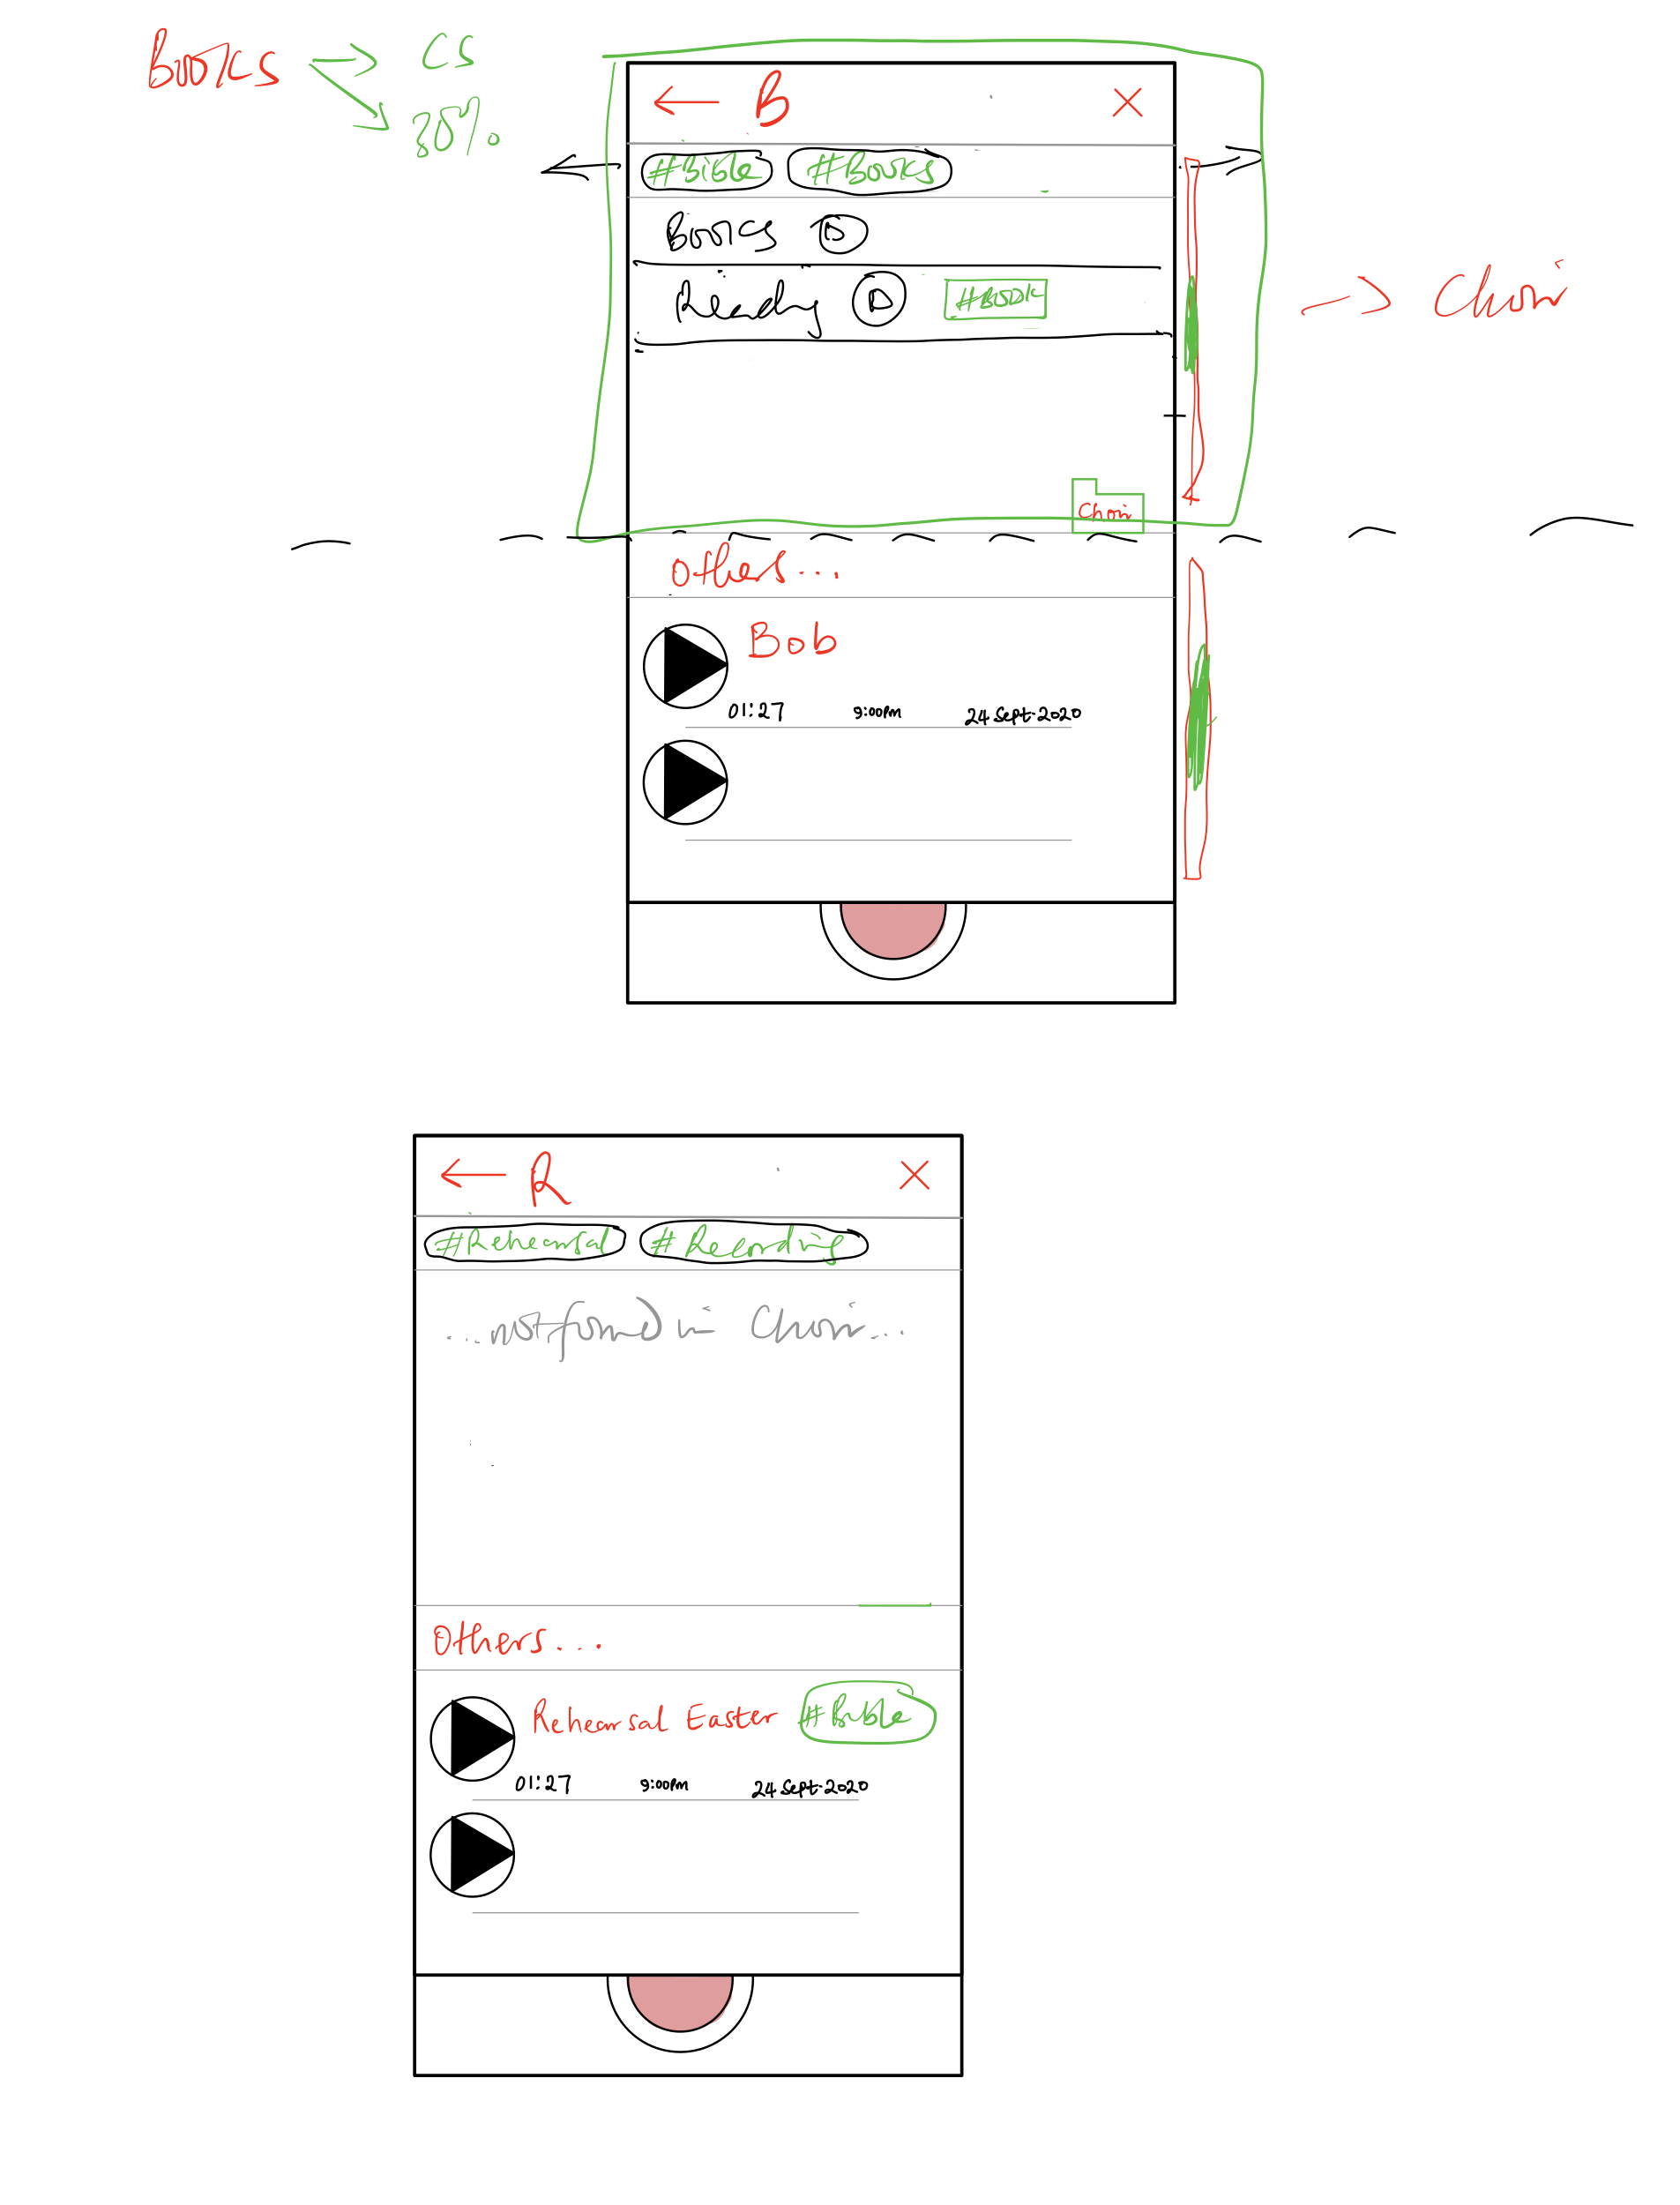 Books
CS
80%
B
#Bible #Books
Books
Reading #Book
Choir
Choir
Others...
Bob
01:27 9:00PM 24 Sept-2020
R
#Rehearsal #Recording
...not found in Choir...
Others...
Rehearsal Easter #Bible
01:27 9:00PM 24 Sept-2020